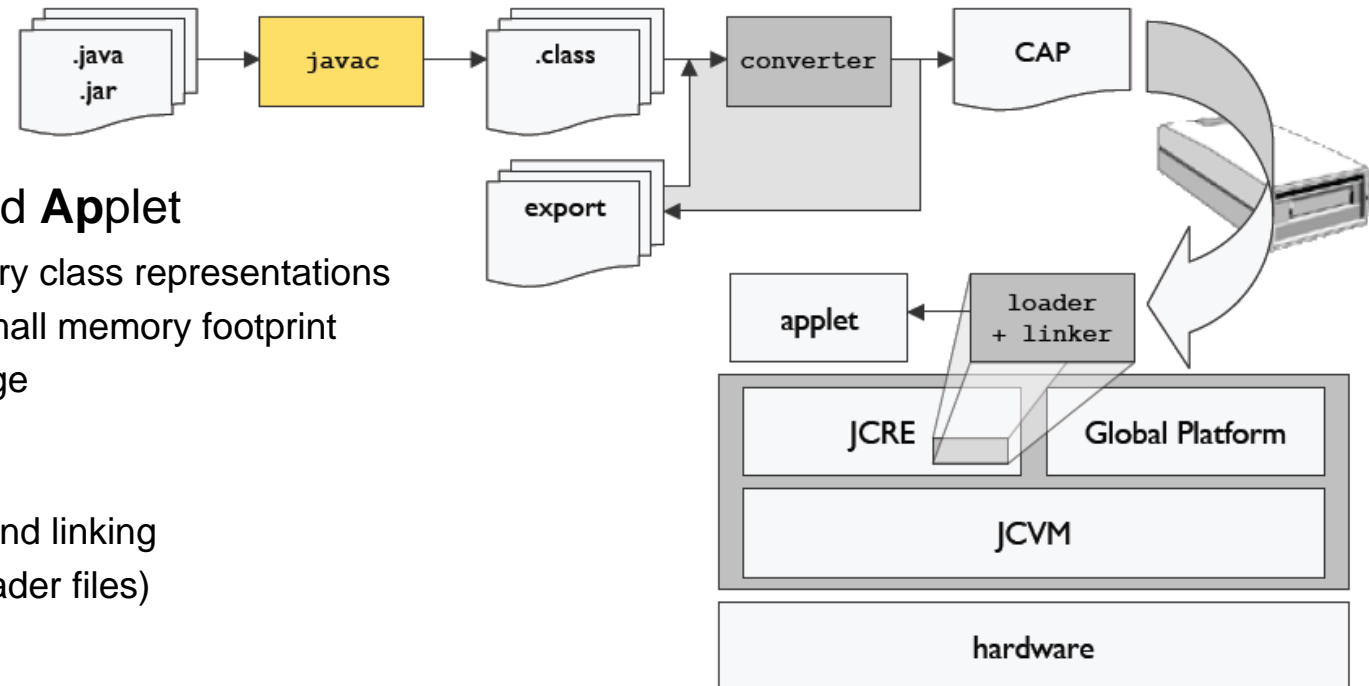 .java
.jar
javac
.class
converter
CAP
export
d Applet
ry class representations
nall memory footprint
ge
nd linking
ader files)
applet
loader
+ linker
JCRE
Global Platform
JCVM
hardware